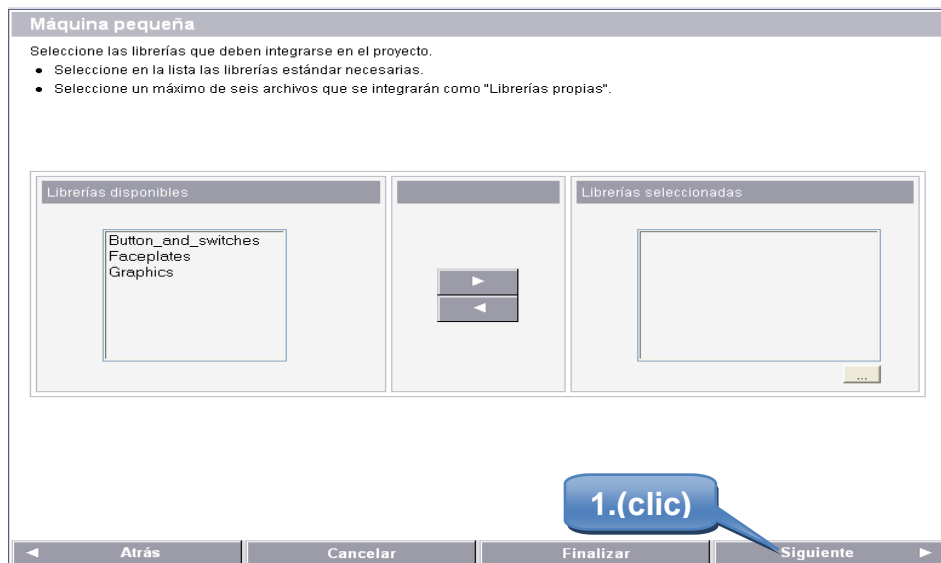 Máquina pequeña
Seleccione las librerías que deben integrarse en el proyecto.
● Seleccione en la lista las librerías estándar necesarias.
● Seleccione un máximo de seis archivos que se integrarán como "Librerías propias".
Librerías disponibles
Librerías seleccionadas
Button_and_switches
Faceplates
Graphics
...
1.(clic)
Atrás
Cancelar
Finalizar
Siguiente